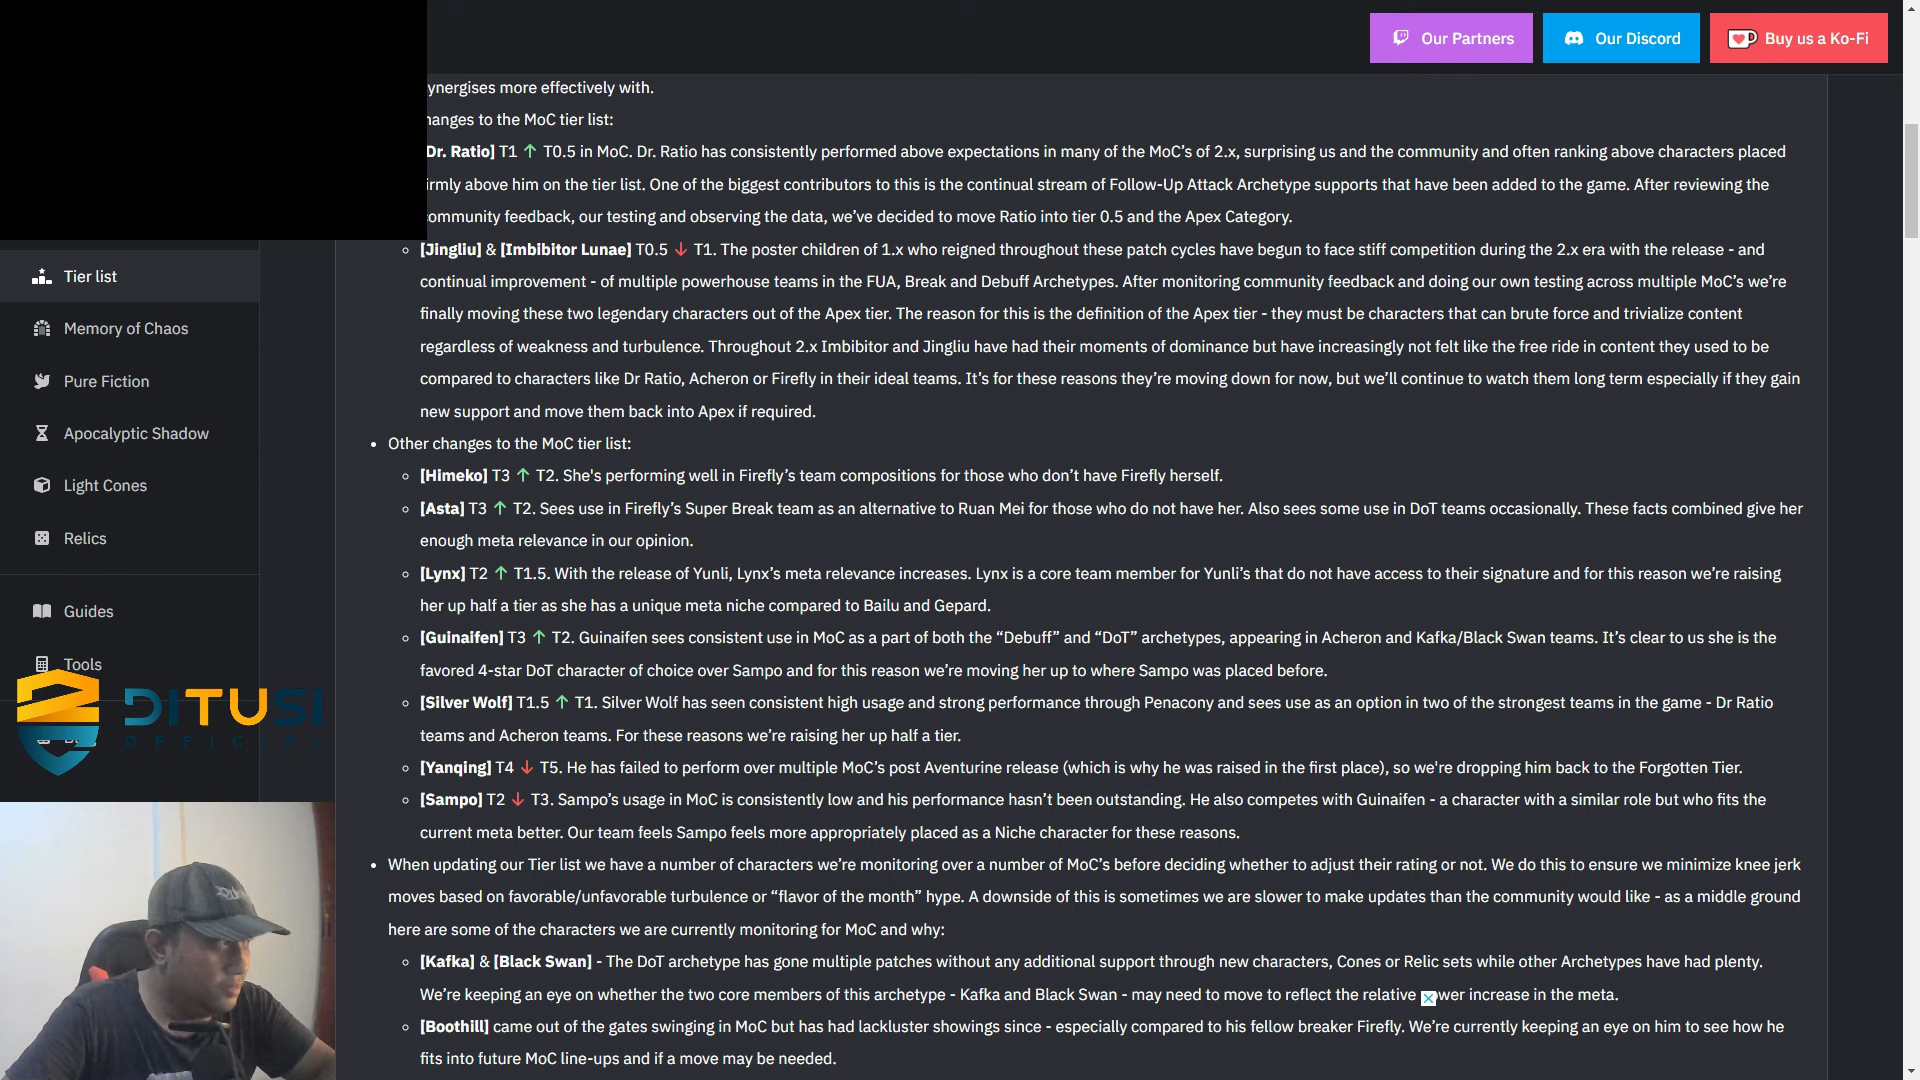 Our Partners
Our Discord
Buy us a Ko-Fi
ynergises more effectively with.
hanges to the MoC tier list:
Dr. Ratio] T1 ↑ T0.5 in MoC. Dr. Ratio has consistently performed above expectations in many of the MoC's of 2.x, surprising us and the community and often ranking above characters placed
irmly above him on the tier list. One of the biggest contributors to this is the continual stream of Follow-Up Attack Archetype supports that have been added to the game. After reviewing the
ommunity feedback, our testing and observing the data, we've decided to move Ratio into tier 0.5 and the Apex Category.
[Jingliu] & [Imbibitor Lunae] T0.5 ↓ T1. The poster children of 1.x who reigned throughout these patch cycles have begun to face stiff competition during the 2.x era with the release - and
continual improvement - of multiple powerhouse teams in the FUA, Break and Debuff Archetypes. After monitoring community feedback and doing our own testing across multiple MoC's we're
finally moving these two legendary characters out of the Apex tier. The reason for this is the definition of the Apex tier - they must be characters that can brute force and trivialize content
regardless of weakness and turbulence. Throughout 2.x Imbibitor and Jingliu have had their moments of dominance but have increasingly not felt like the free ride in content they used to be
compared to characters like Dr Ratio, Acheron or Firefly in their ideal teams. It's for these reasons they're moving down for now, but we'll continue to watch them long term especially if they gain
new support and move them back into Apex if required.
• Other changes to the MoC tier list:
[Himeko] T3 ↑ T2. She's performing well in Firefly's team compositions for those who don't have Firefly herself.
[Asta] T3 ↑ T2. Sees use in Firefly's Super Break team as an alternative to Ruan Mei for those who do not have her. Also sees some use in DoT teams occasionally. These facts combined give her
enough meta relevance in our opinion.
[Lynx] T2 ↑ T1.5. With the release of Yunli, Lynx's meta relevance increases. Lynx is a core team member for Yunli's that do not have access to their signature and for this reason we're raising
her up half a tier as she has a unique meta niche compared to Bailu and Gepard.
[Guinaifen] T3 ↑ T2. Guinaifen sees consistent use in MoC as a part of both the “Debuff” and “DoT” archetypes, appearing in Acheron and Kafka/Black Swan teams. It's clear to us she is the
favored 4-star DoT character of choice over Sampo and for this reason we're moving her up to where Sampo was placed before.
[Silver Wolf] T1.5 ↑ T1. Silver Wolf has seen consistent high usage and strong performance through Penacony and sees use as an option in two of the strongest teams in the game - Dr Ratio
teams and Acheron teams. For these reasons we're raising her up half a tier.
[Yanqing] T4 ↓ T5. He has failed to perform over multiple MoC's post Aventurine release (which is why he was raised in the first place), so we're dropping him back to the Forgotten Tier.
[Sampo] T2 ↓ T3. Sampo's usage in MoC is consistently low and his performance hasn't been outstanding. He also competes with Guinaifen - a character with a similar role but who fits the
current meta better. Our team feels Sampo feels more appropriately placed as a Niche character for these reasons.
• When updating our Tier list we have a number of characters we're monitoring over a number of MoC's before deciding whether to adjust their rating or not. We do this to ensure we minimize knee jerk
moves based on favorable/unfavorable turbulence or “flavor of the month” hype. A downside of this is sometimes we are slower to make updates than the community would like - as a middle ground
here are some of the characters we are currently monitoring for MoC and why:
[Kafka] & [Black Swan] - The DoT archetype has gone multiple patches without any additional support through new characters, Cones or Relic sets while other Archetypes have had plenty.
We're keeping an eye on whether the two core members of this archetype - Kafka and Black Swan - may need to move to reflect the relative wer increase in the meta.
[Boothill] came out of the gates swinging in MoC but has had lackluster showings since - especially compared to his fellow breaker Firefly. We're currently keeping an eye on him to see how he
fits into future MoC line-ups and if a move may be needed.
Tier list
Memory of Chaos
Pure Fiction
Apocalyptic Shadow
Light Cones
Relics
Guides
Tools
DITUSI
OFFICIAL